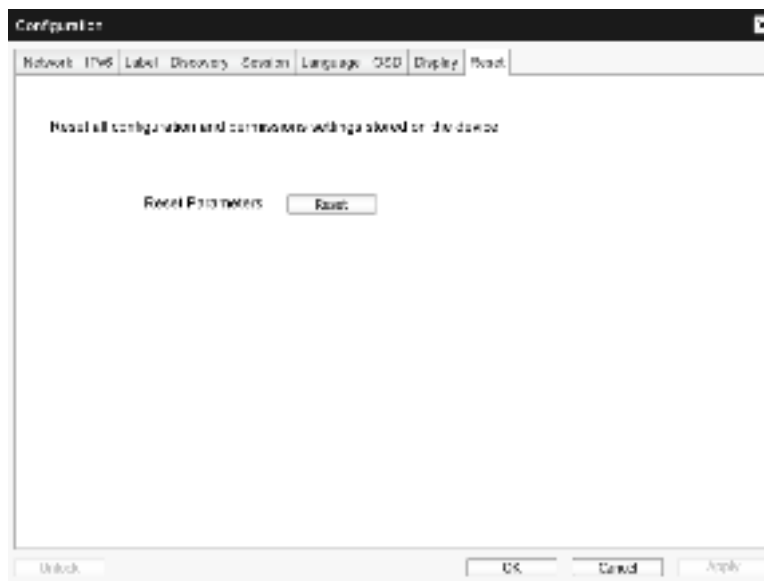 Configuration
Network IPv6 Label Discovery Session Language OSD Display Reset
Reset all configuration and permissions settings stored on the device
Reset Parameters Reset
Unlock OK Cancel Apply